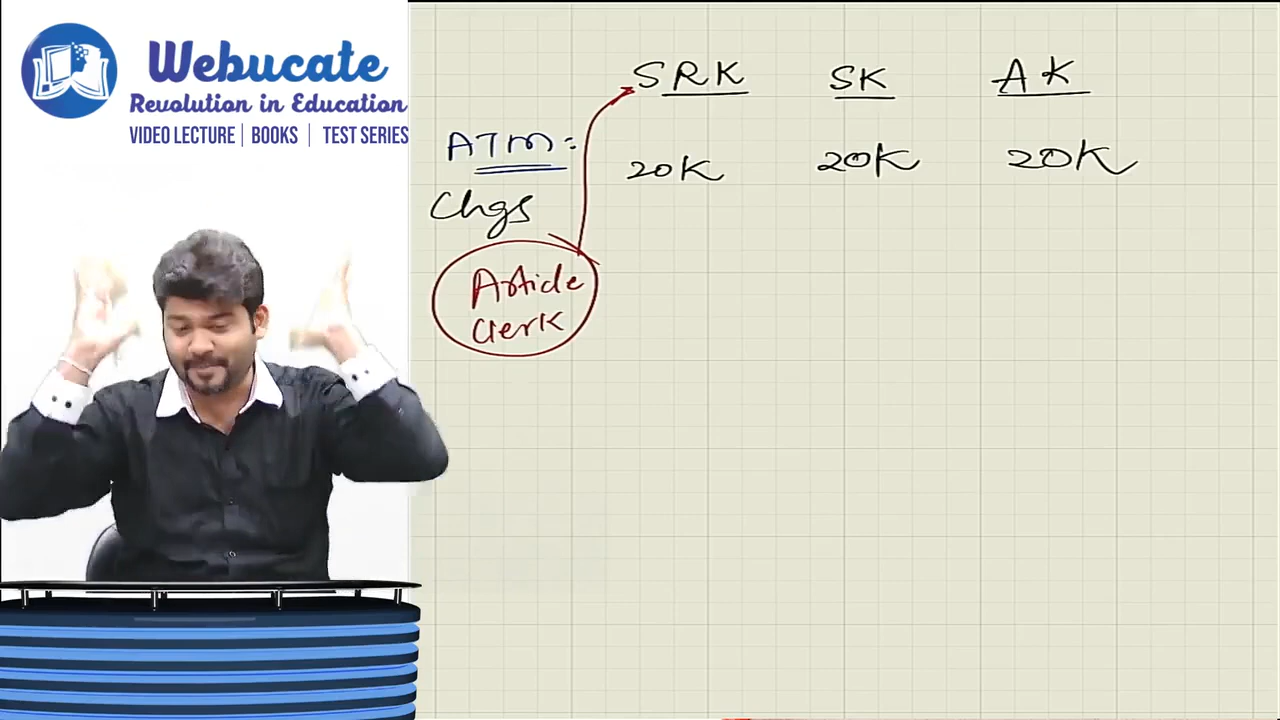 Webucate
Revolution in Education
VIDEO LECTURE | BOOKS | TEST SERIES
SRK SK AK
ATM:
20K 20K 20K
Chgs
Article
Clerk